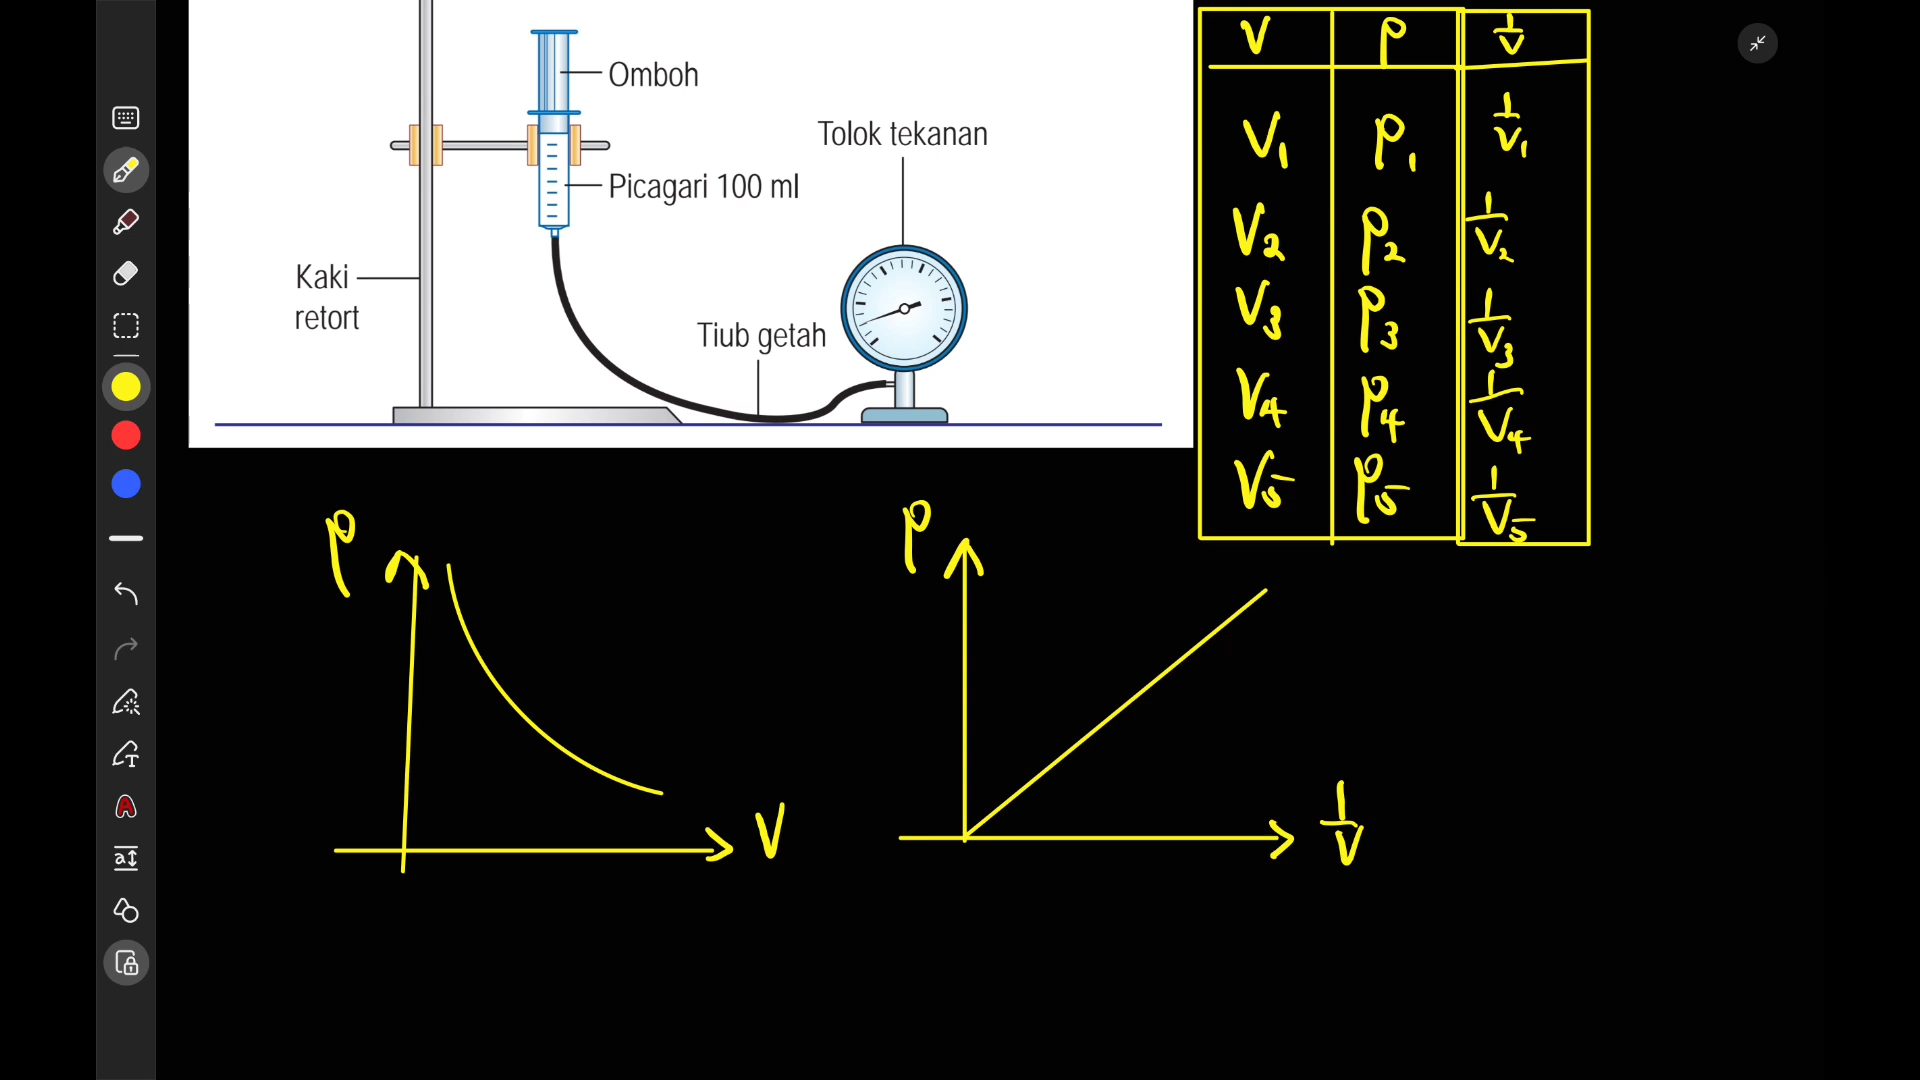 Omboh
Tolok tekanan
Picagari 100 ml
Kaki
retort
Tiub getah
V P 1/V
V₁ P₁ 1/V₁
V₂ P₂ 1/V₂
V₃ P₃ 1/V₃
V₄ P₄ 1/V₄
V₅ P₅ 1/V₅
P
V
P
1/V